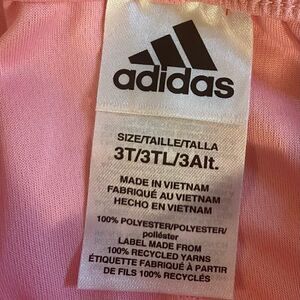 adidas
SIZE/TAILLE/TALLA
3T/3TL/3Alt.
MADE IN VIETNAM
FABRIQUÉ AU VIETNAM
HECHO EN VIETNAM
100% POLYESTER/POLYESTER/
poliéster
LABEL MADE FROM
100% RECYCLED YARNS
ÉTIQUETTE FABRIQUÉ À PARTIR
DE FILS 100% RECYCLÉS